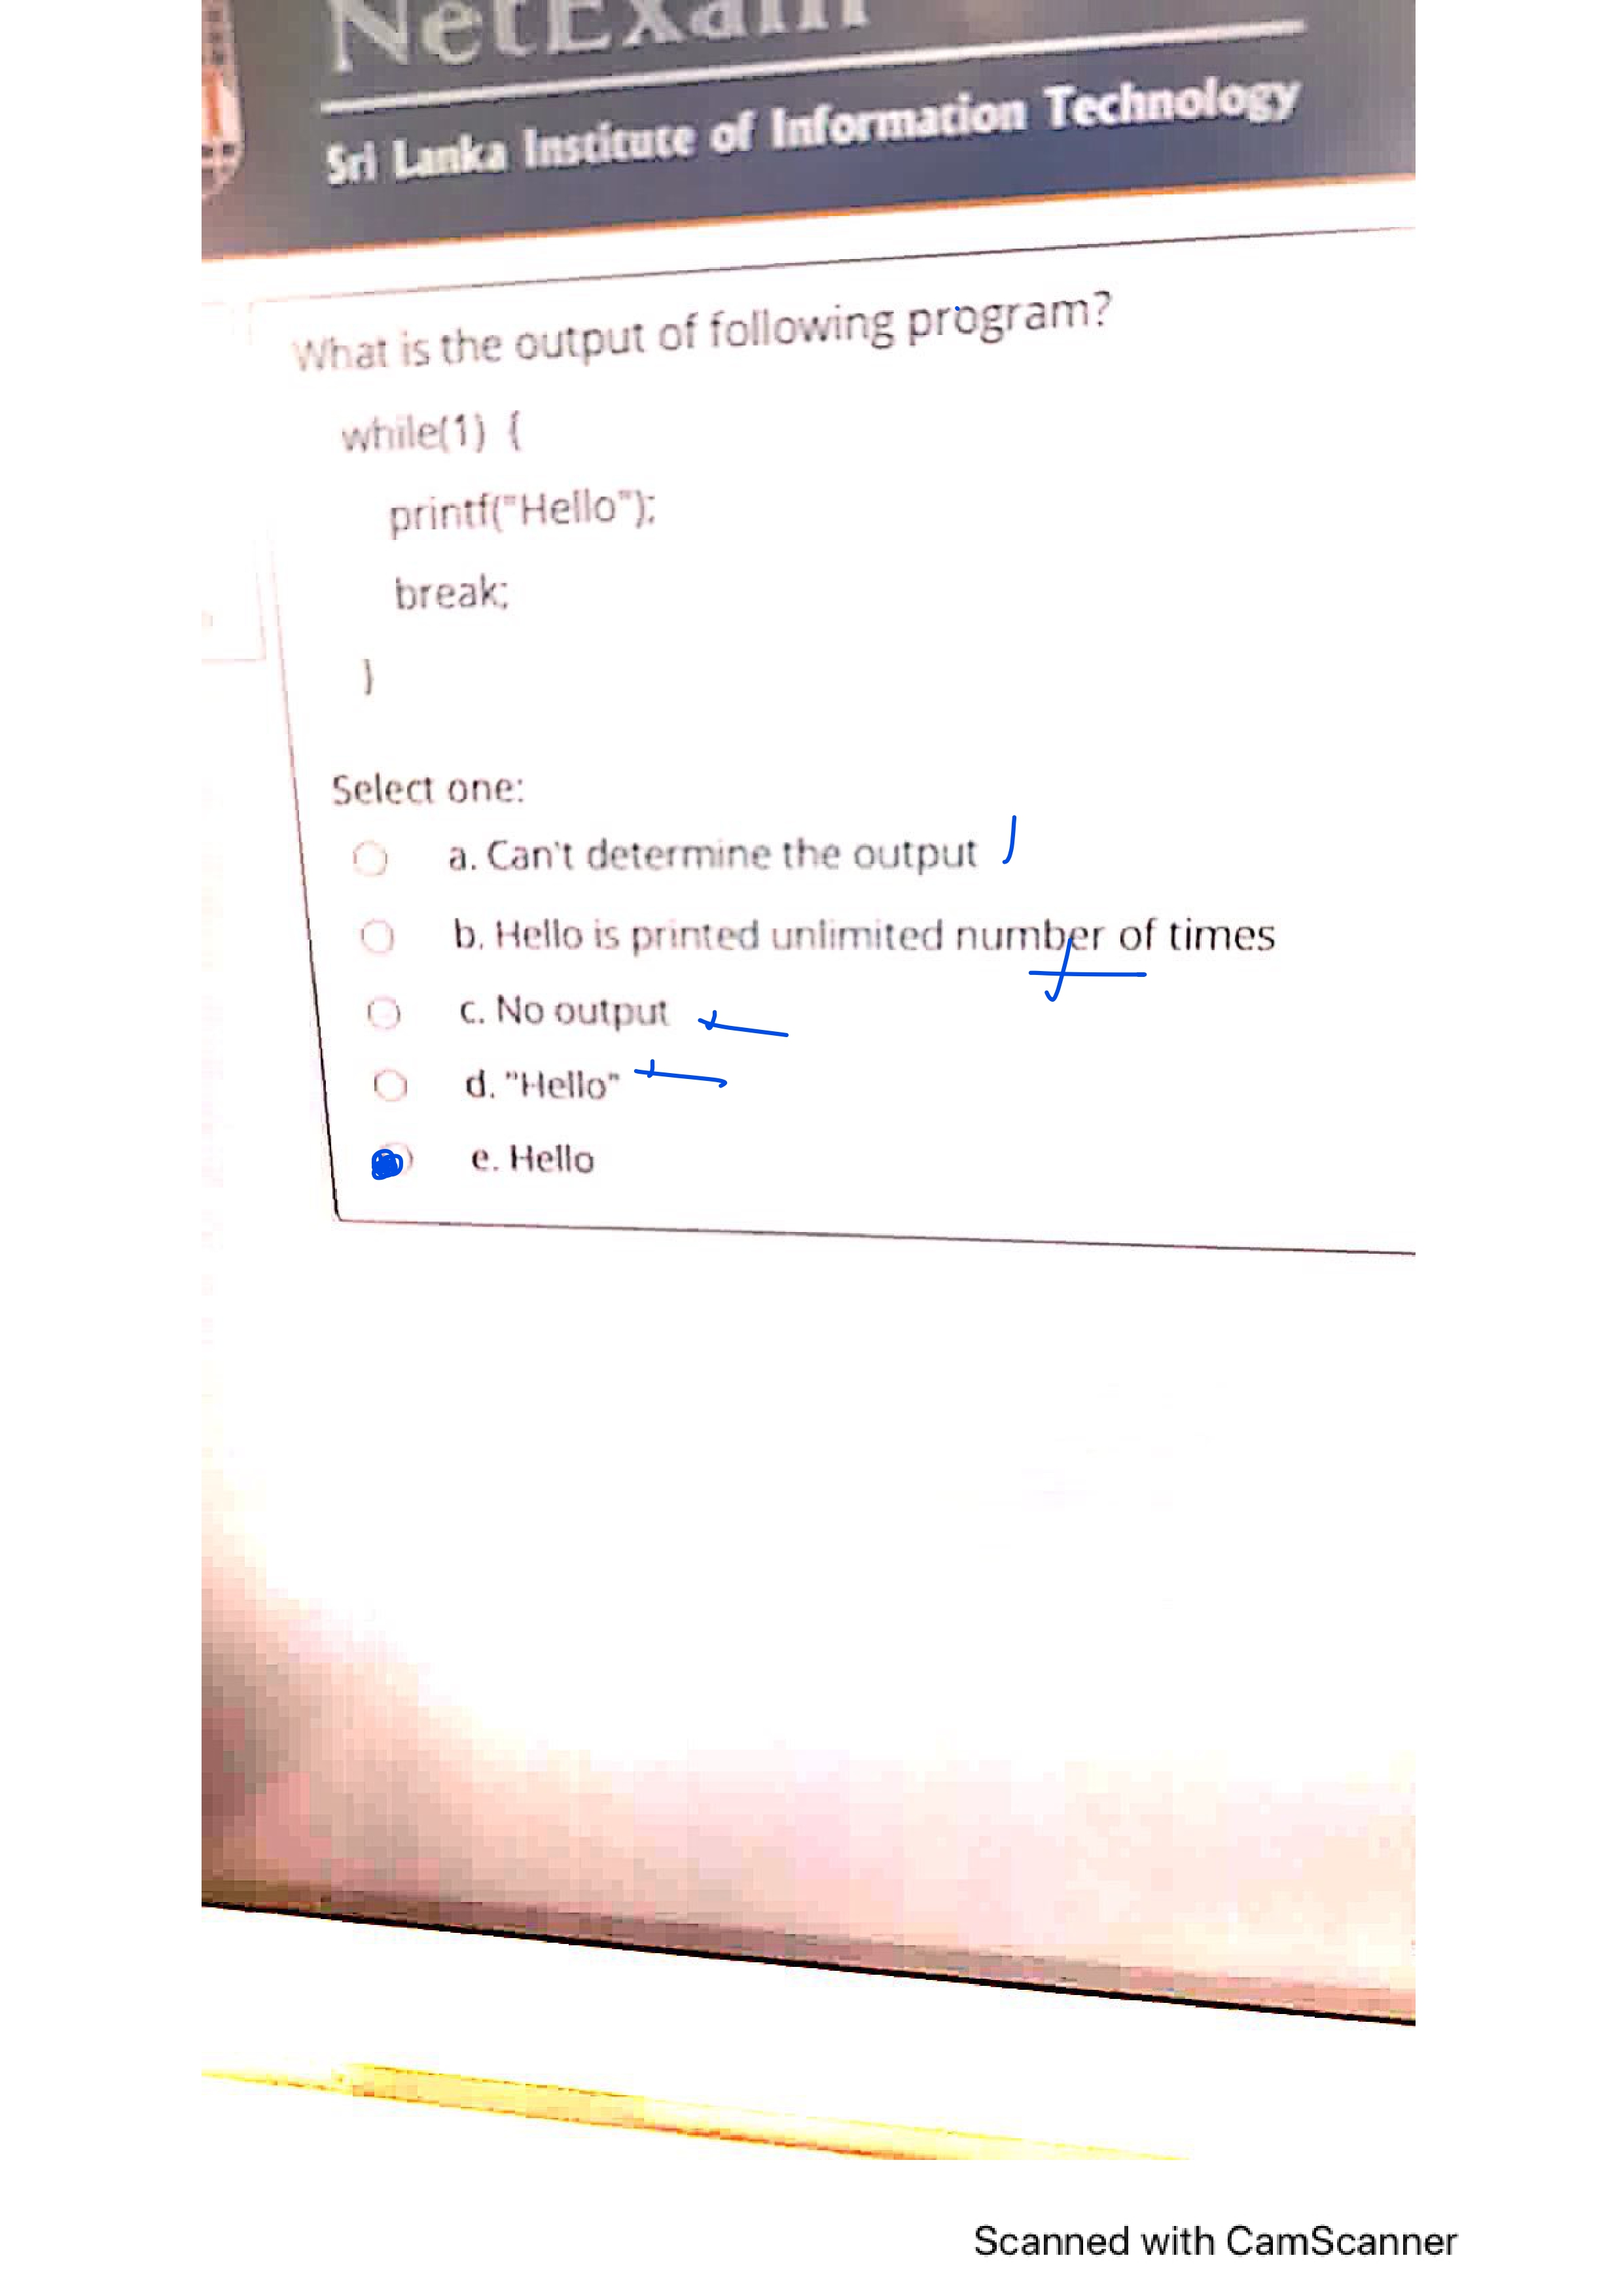 NetExam
Sri Lanka Institute of Information Technology
What is the output of following program?
while(1) {
printf("Hello");
break;
}
Select one:
a. Can't determine the output
b. Hello is printed unlimited number of times
c. No output
d. "Hello"
e. Hello
Scanned with CamScanner